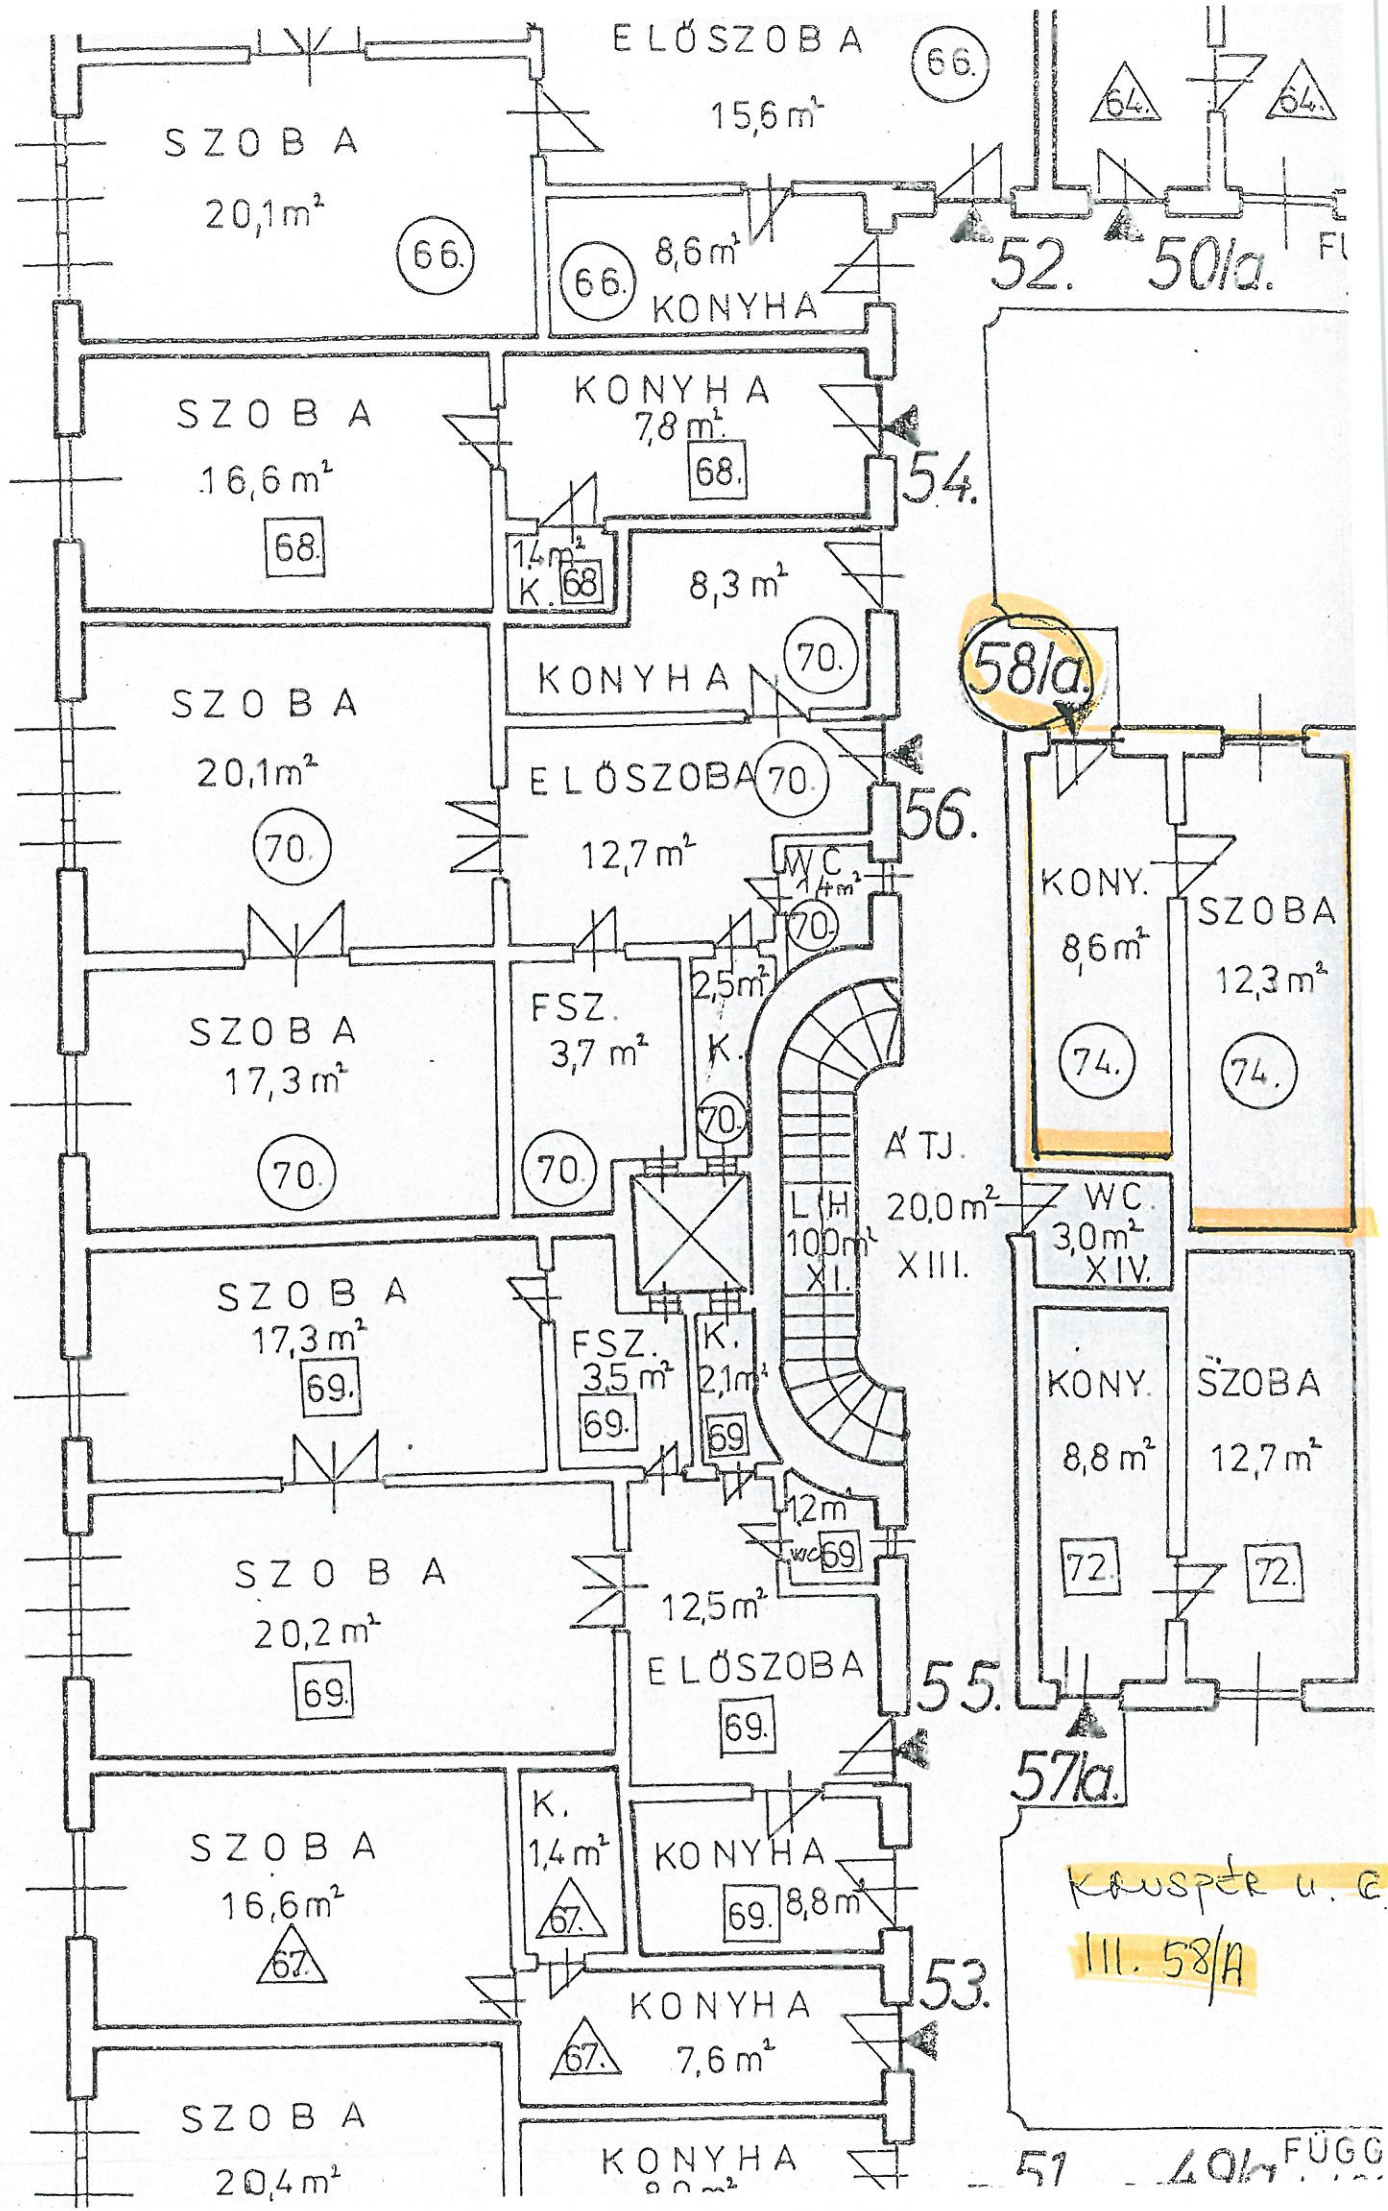 ELŐSZOBA
66.
15,6 m²
64.
64.
SZOBA
20,1 m²
66.
8,6 m²
66.
KONYHA
52.
50/a.
SZOBA
16,6 m²
68.
KONYHA
7,8 m²
68.
54.
1,4 m²
K.
68
8,3 m²
KONYHA
70.
58/a.
SZOBA
20,1 m²
70.
ELŐSZOBA
70.
12,7 m²
56.
WC
1,4 m²
70.
KONY.
8,6 m²
74.
SZOBA
12,3 m²
74.
SZOBA
17,3 m²
70.
FSZ.
3,7 m²
70.
2,5 m²
K.
70.
ÁTJ.
20,0 m²
XIII.
LH
10,0 m²
XI.
WC.
3,0 m²
XIV.
SZOBA
17,3 m²
69.
FSZ.
3,5 m²
69.
K.
2,1 m²
69
KONY.
8,8 m²
72.
SZOBA
12,7 m²
72.
SZOBA
20,2 m²
69.
1,2 m²
WC 69
12,5 m²
ELŐSZOBA
69.
55.
57/a.
SZOBA
16,6 m²
67.
K.
1,4 m²
67.
KONYHA
69. 8,8 m²
III. 58/A
53.
KONYHA
67.
7,6 m²
SZOBA
20,4 m²
KONYHA
51
FÜGG